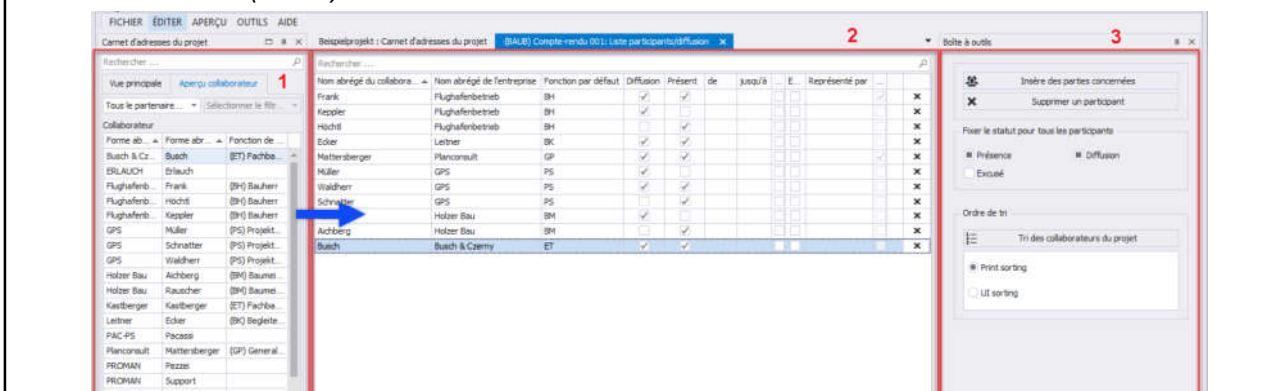 FICHIER ÉDITER APERÇU OUTILS AIDE
Carnet d'adresses du projet
Rechercher ...
Vue principale Aperçu collaborateur 1
Tous le partenaire... Sélectionner le filtr...
Collaborateur
Forme ab... Forme abr... Fonction de ...
Busch & Cz... Busch (ET) Fachba...
ERLAUCH Erlauch
Flughafenb... Frank (BH) Bauherr
Flughafenb... Höchtl (BH) Bauherr
Flughafenb... Keppler (BH) Bauherr
GPS Müller (PS) Projekt...
GPS Schnatter (PS) Projekt...
GPS Waldherr (PS) Projekt...
Holzer Bau Aichberg (BM) Baumei...
Holzer Bau Rauscher (BM) Baumei...
Kastberger Kastberger (ET) Fachba...
Leitner Ecker (BK) Begleite...
PAC-PS Pacassi
Planconsult Mattersberger (GP) General...
PROMAN Pezzei
PROMAN Support
Beispielprojekt : Carnet d'adresses du projet (BAUB) Compte-rendu 001: Liste participants/diffusion × 2
Rechercher ...
Nom abrégé du collabora... Nom abrégé de l'entreprise Fonction par défaut Diffusion Présent de jusqu'à ... E... Représenté par ...
Frank Flughafenbetrieb BH
Keppler Flughafenbetrieb BH
Höchtl Flughafenbetrieb BH
Ecker Leitner BK
Mattersberger Planconsult GP
Müller GPS PS
Waldherr GPS PS
Schnatter GPS PS
Holzer Bau BM
Aichberg Holzer Bau BM
Busch Busch & Czerny ET
Boîte à outils 3
Insère des parties concernées
Supprimer un participant
Fixer le statut pour tous les participants
Présence Diffusion
Excusé
Ordre de tri
Tri des collaborateurs du projet
Print sorting
UI sorting